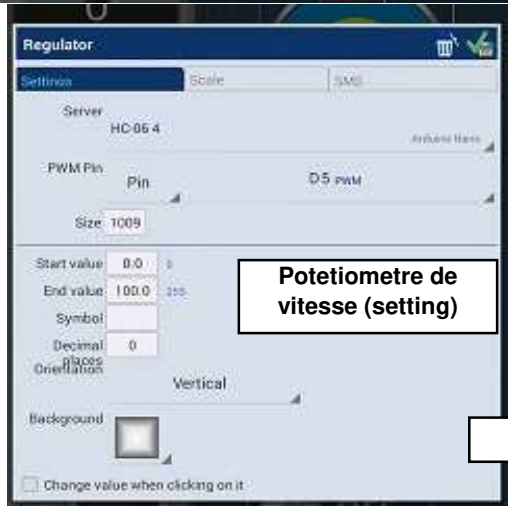 Regulator
Settings Scale SMS
Server
HC-06 4
Arduino Nano
PWM Pin
Pin D5 PWM
Size 1009
Start value 0.0 0
End value 100.0 255
Potetiometre de
vitesse (setting)
Symbol
Decimal places 0
Orientation
Vertical
Background
Change value when clicking on it